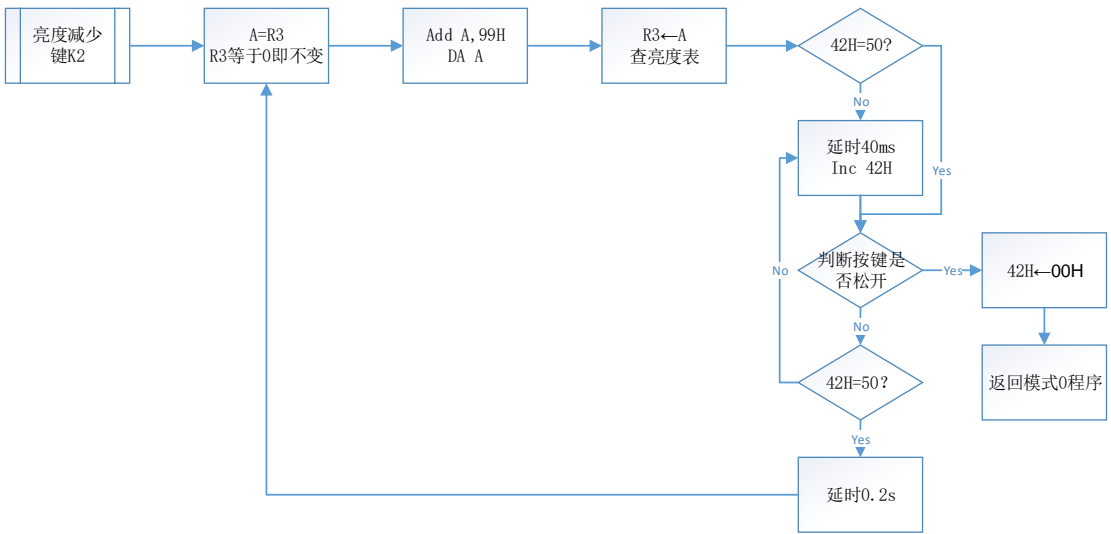 亮度减少
键K2
A=R3
R3等于0即不变
Add A,99H
DA A
R3←A
查亮度表
42H=50?
No
延时40ms
Inc 42H
Yes
判断按键是
否松开
Yes
42H←00H
No
No
返回模式0程序
42H=50？
Yes
延时0.2s